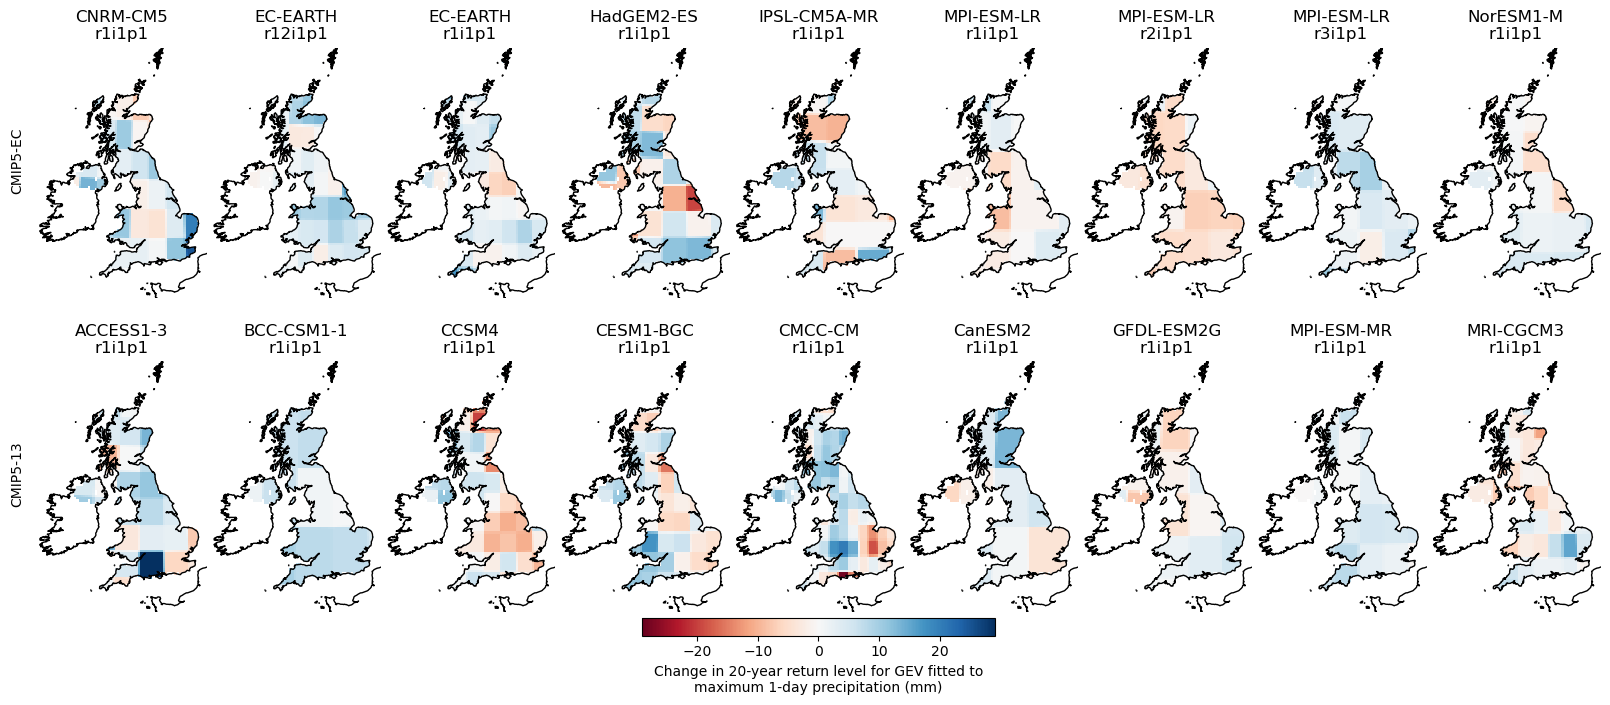 CNRM-CM5
r1i1p1
EC-EARTH
r12i1p1
EC-EARTH
r1i1p1
HadGEM2-ES
r1i1p1
IPSL-CM5A-MR
r1i1p1
MPI-ESM-LR
r1i1p1
MPI-ESM-LR
r2i1p1
MPI-ESM-LR
r3i1p1
NorESM1-M
r1i1p1
CMIP5-EC
ACCESS1-3
r1i1p1
BCC-CSM1-1
r1i1p1
CCSM4
r1i1p1
CESM1-BGC
r1i1p1
CMCC-CM
r1i1p1
CanESM2
r1i1p1
GFDL-ESM2G
r1i1p1
MPI-ESM-MR
r1i1p1
MRI-CGCM3
r1i1p1
CMIP5-13
−20 −10 0 10 20
Change in 20-year return level for GEV fitted to
maximum 1-day precipitation (mm)